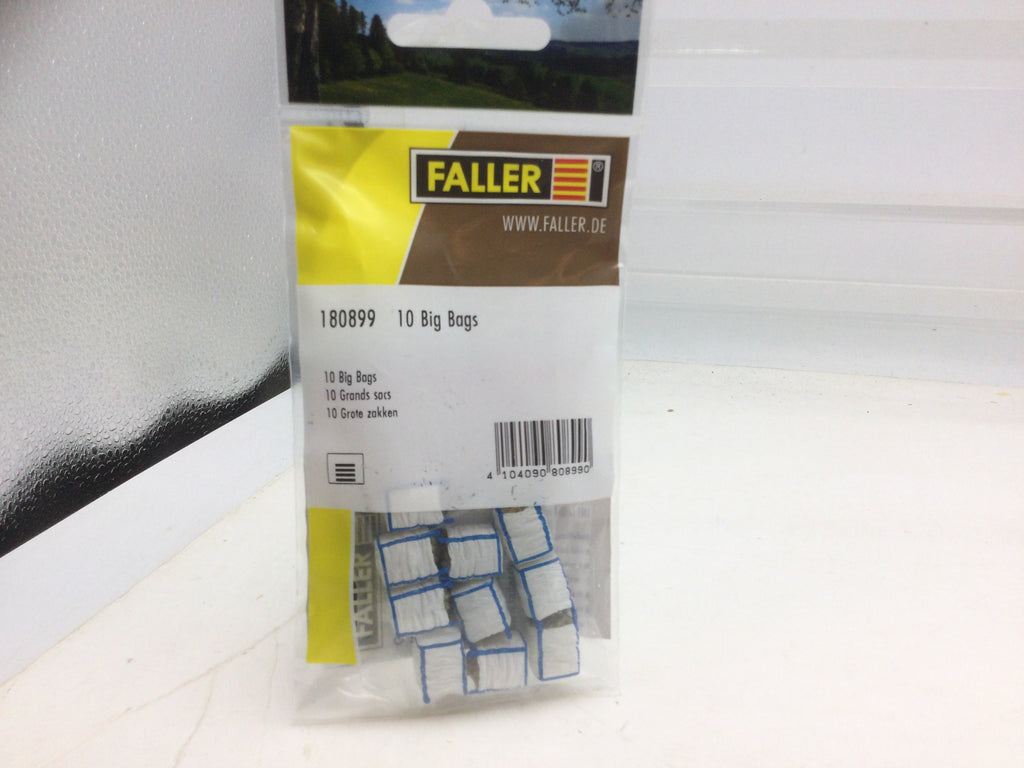 FALLER
®
WWW.FALLER.DE
180899 10 Big Bags
10 Big Bags
10 Grands sacs
10 Grote zakken
4 104090 808990
FALLER